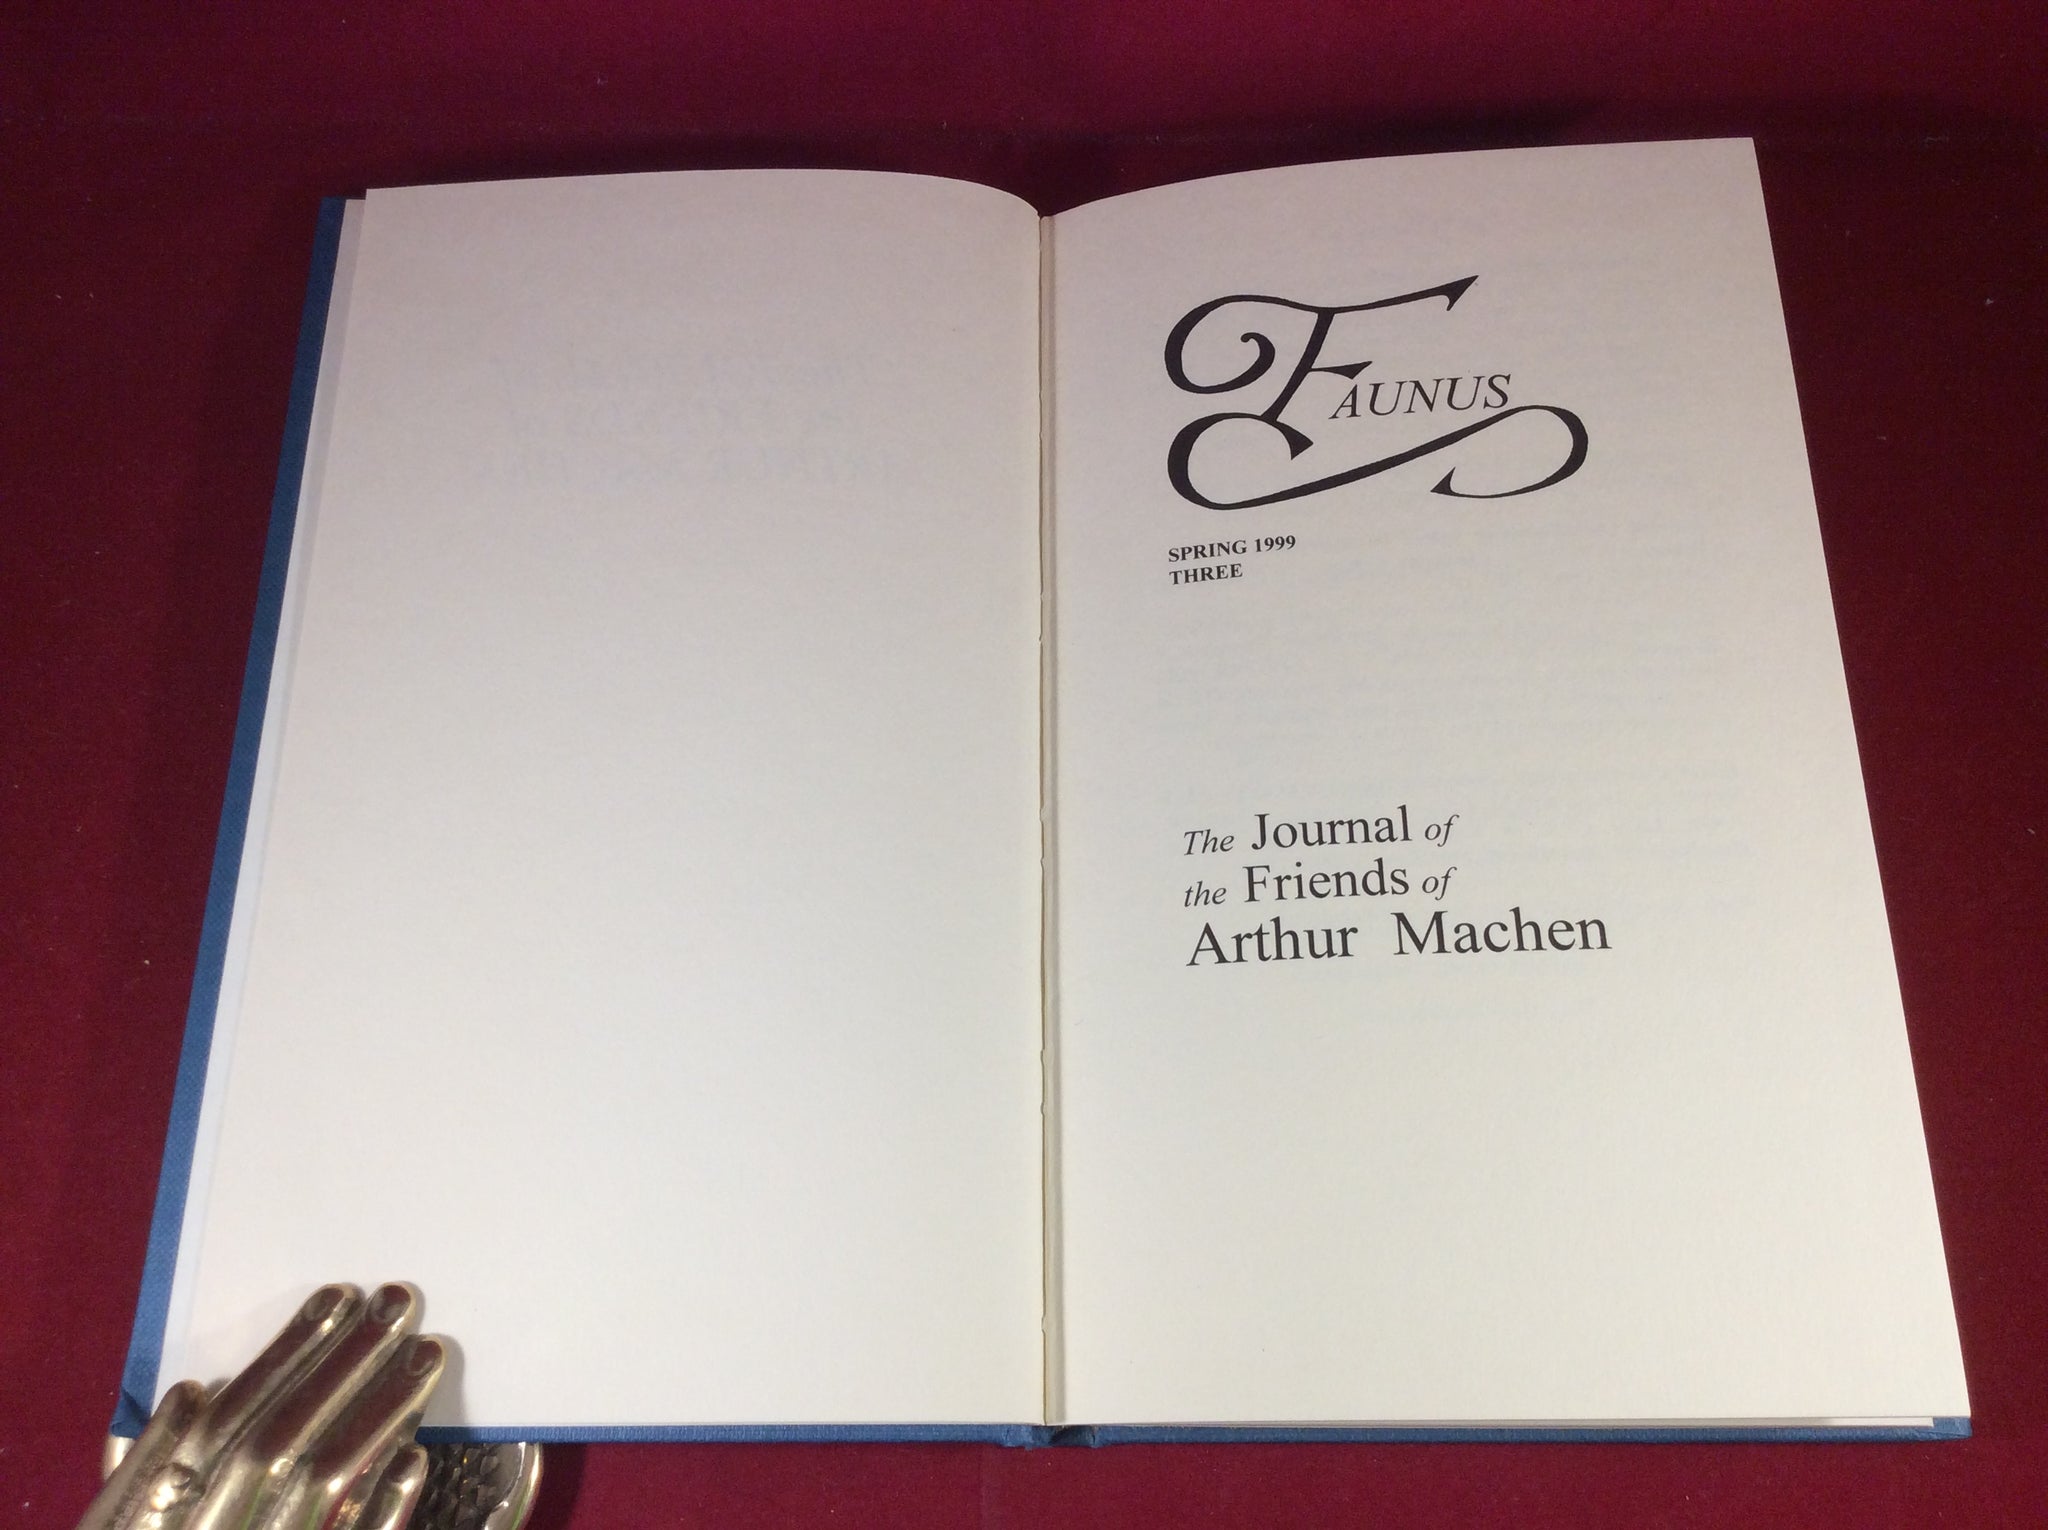 FAUNUS
SPRING 1999
THREE
The Journal of
the Friends of
Arthur Machen